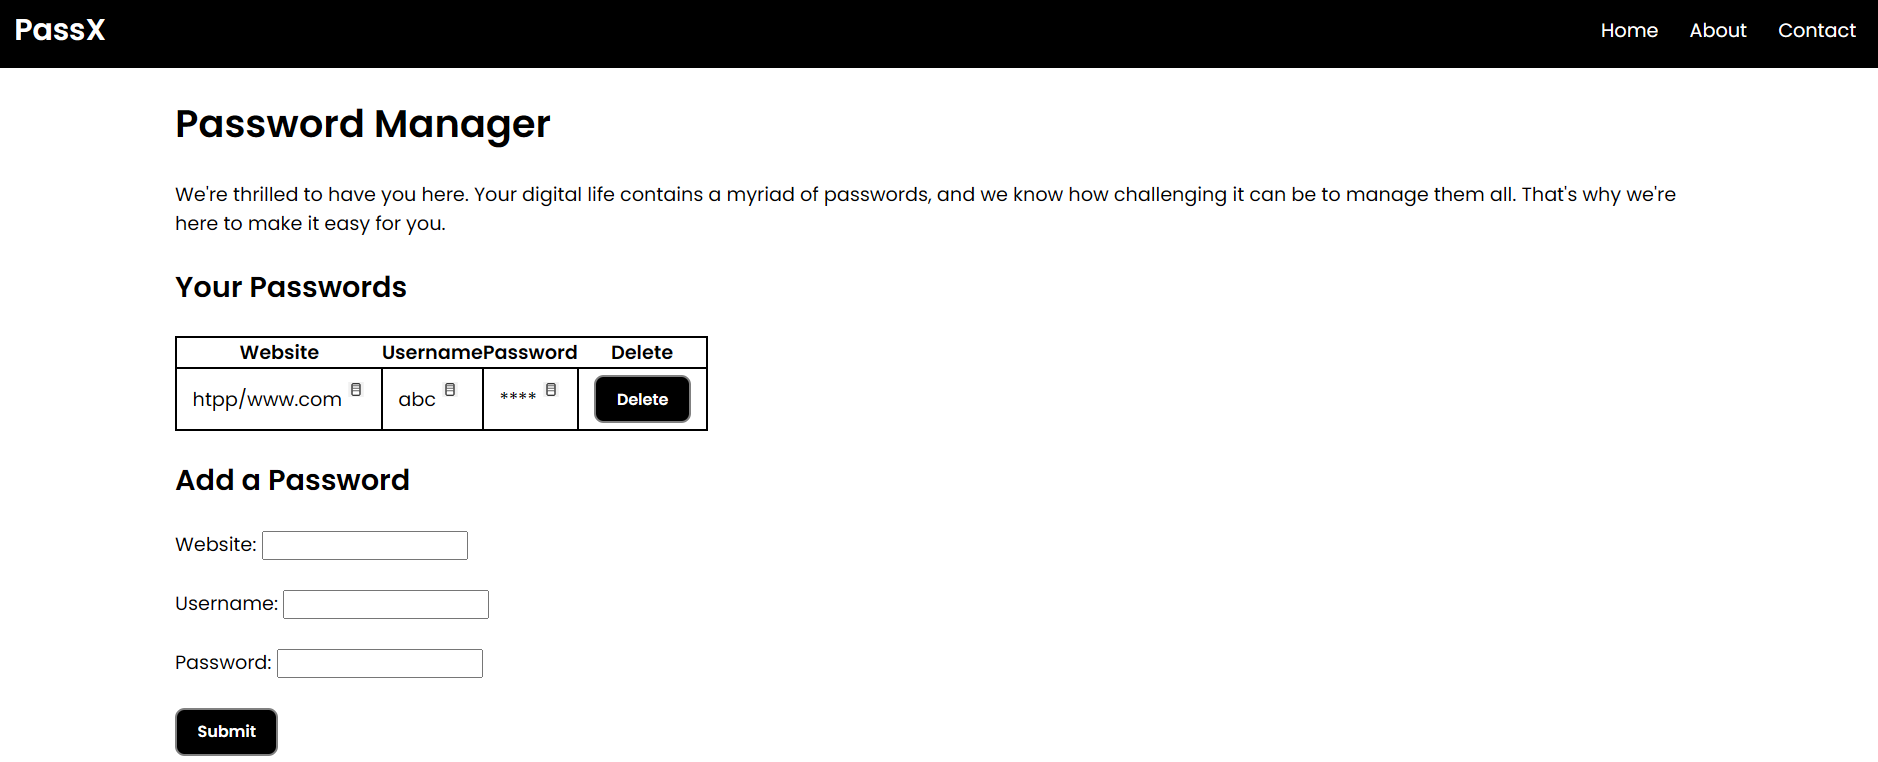 PassX Home About Contact
Password Manager
We're thrilled to have you here. Your digital life contains a myriad of passwords, and we know how challenging it can be to manage them all. That's why we're
here to make it easy for you.
Your Passwords
Website Username Password Delete
htpp/www.com abc **** Delete
Add a Password
Website:
Username:
Password:
Submit